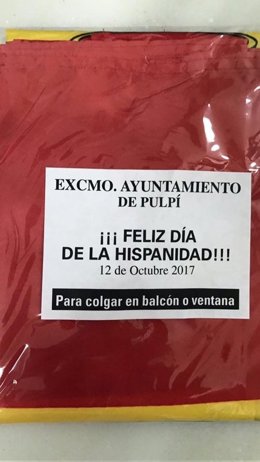 EXCMO. AYUNTAMIENTO
DE PULPÍ
¡¡¡ FELIZ DÍA
DE LA HISPANIDAD!!!
12 de Octubre 2017
Para colgar en balcón o ventana